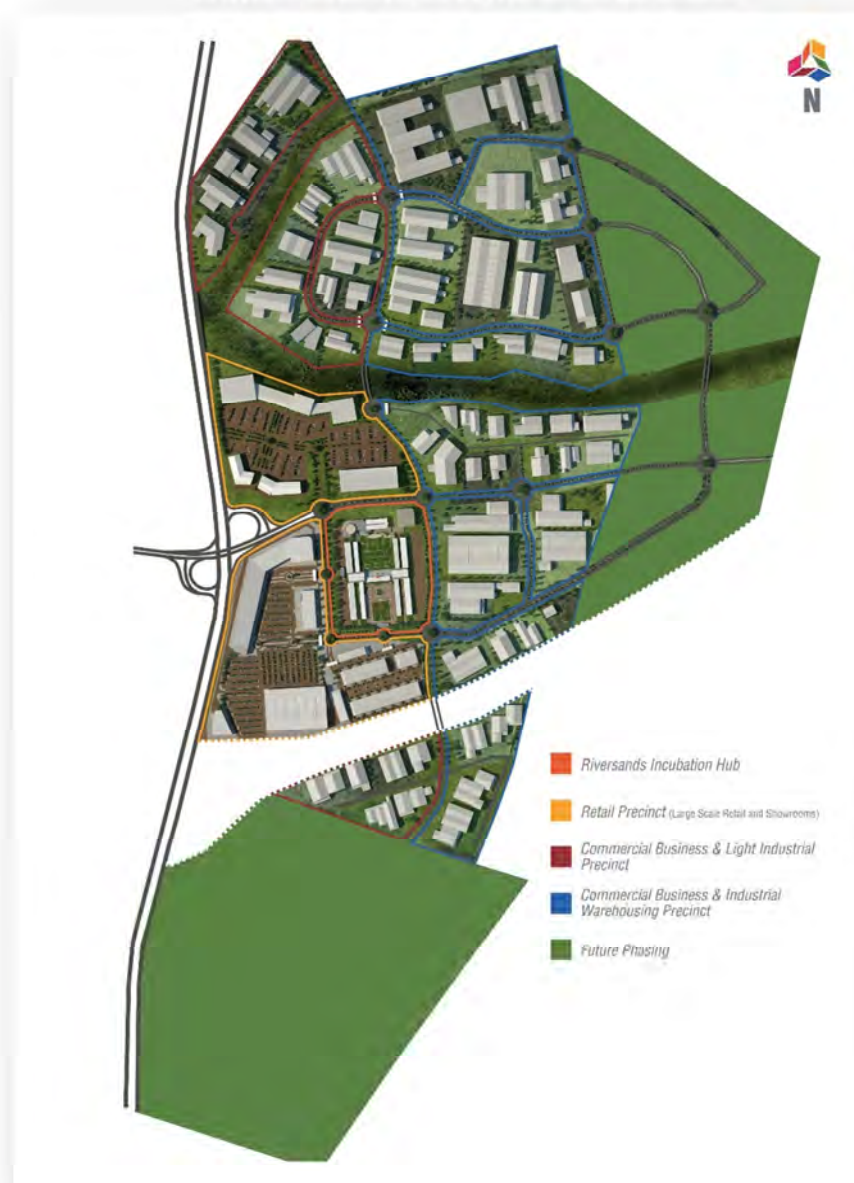 N
Riversands Incubation Hub
Retail Precinct (Large Scale Retail and Showrooms)
Commercial Business & Light Industrial
Precinct
Commercial Business & Industrial
Warehousing Precinct
Future Phasing